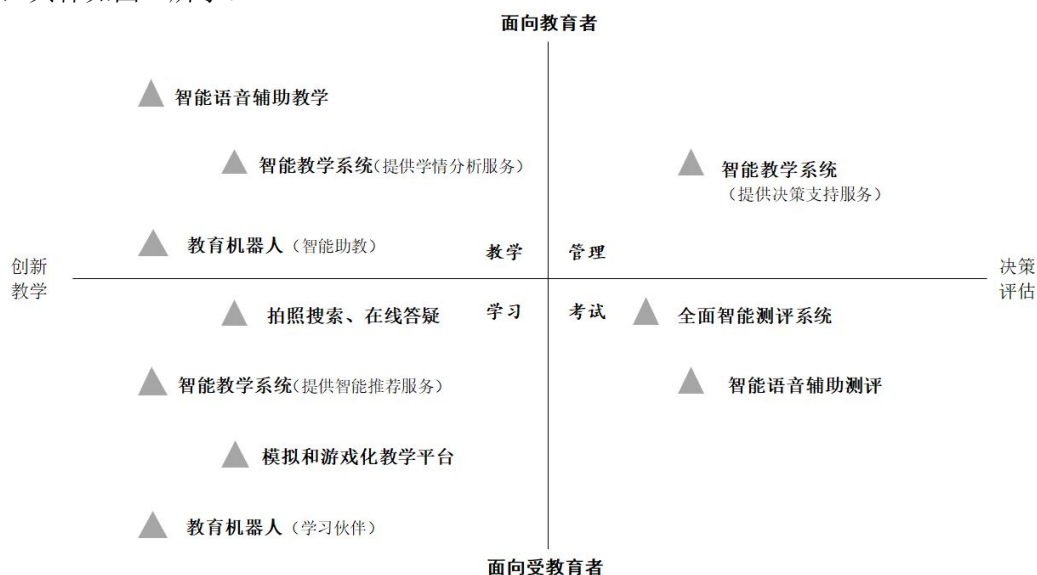 面向教育者
智能语音辅助教学
智能教学系统(提供学情分析服务)
智能教学系统
（提供决策支持服务）
教育机器人（智能助教）
教学
管理
创新
教学
决策
评估
学习
考试
拍照搜索、在线答疑
全面智能测评系统
智能教学系统(提供智能推荐服务)
智能语音辅助测评
模拟和游戏化教学平台
教育机器人（学习伙伴）
面向受教育者